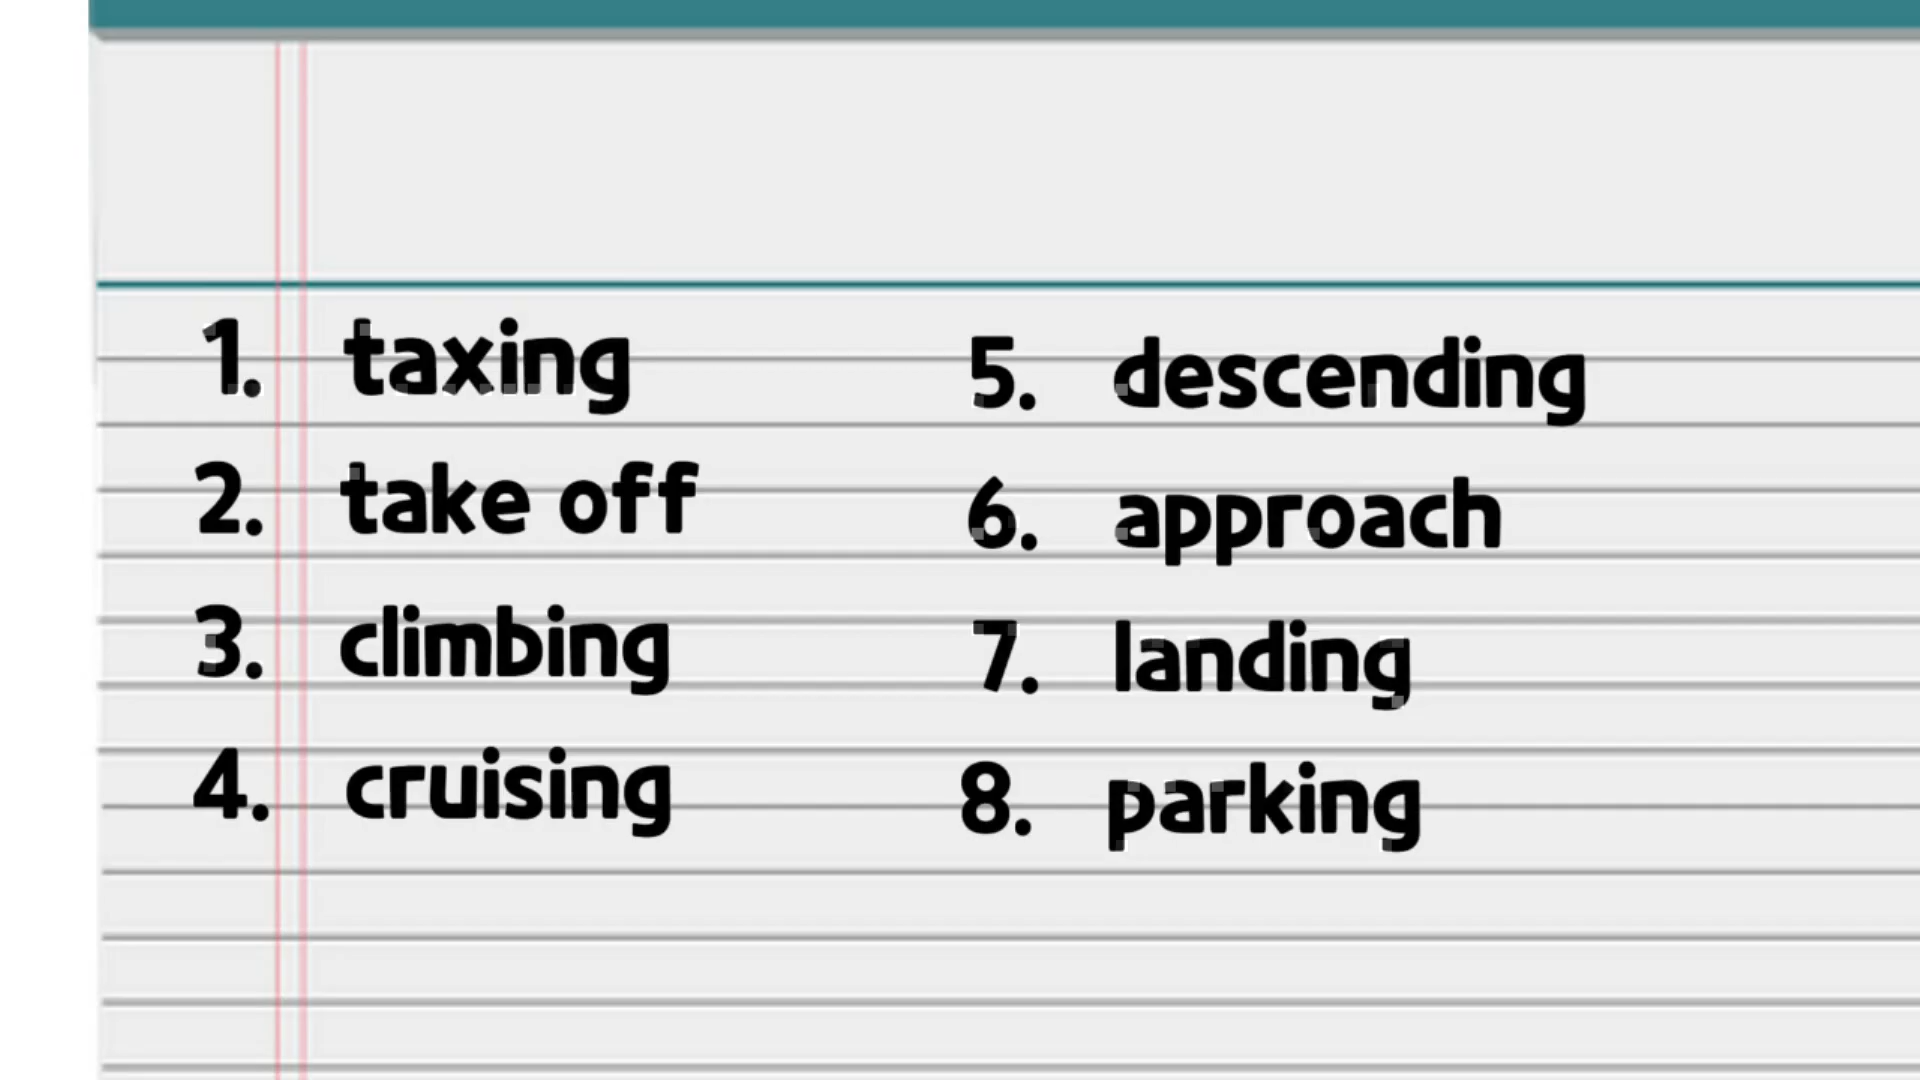 1. taxing
2. take off
3. climbing
4. cruising
5. descending
6. approach
7. landing
8. parking